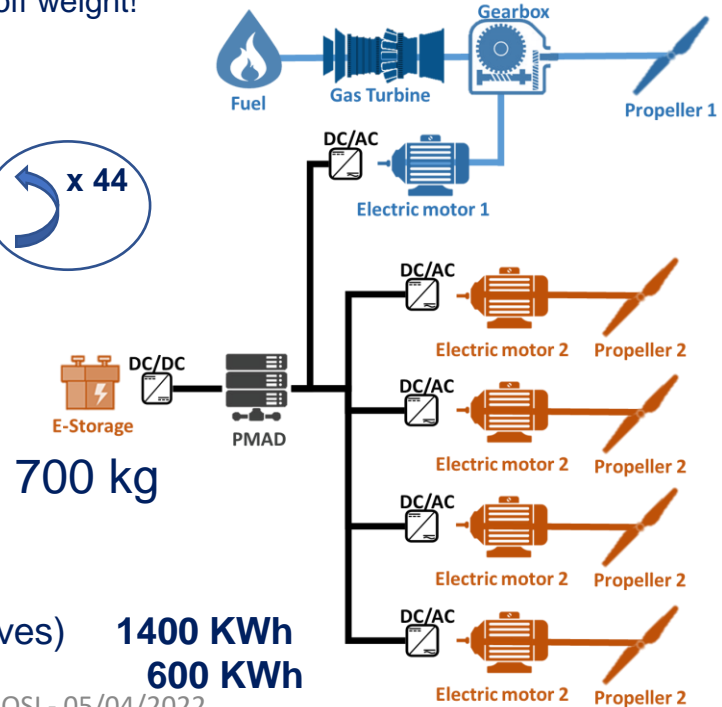 off weight!
Fuel
Gas Turbine
Gearbox
Propeller 1
DC/AC
x 44
Electric motor 1
DC/AC
Electric motor 2 Propeller 2
DC/DC
DC/AC
E-Storage
PMAD
Electric motor 2 Propeller 2
700 kg
DC/AC
Electric motor 2 Propeller 2
DC/AC
1400 KWh
600 KWh
05/04/2022
Electric motor 2 Propeller 2